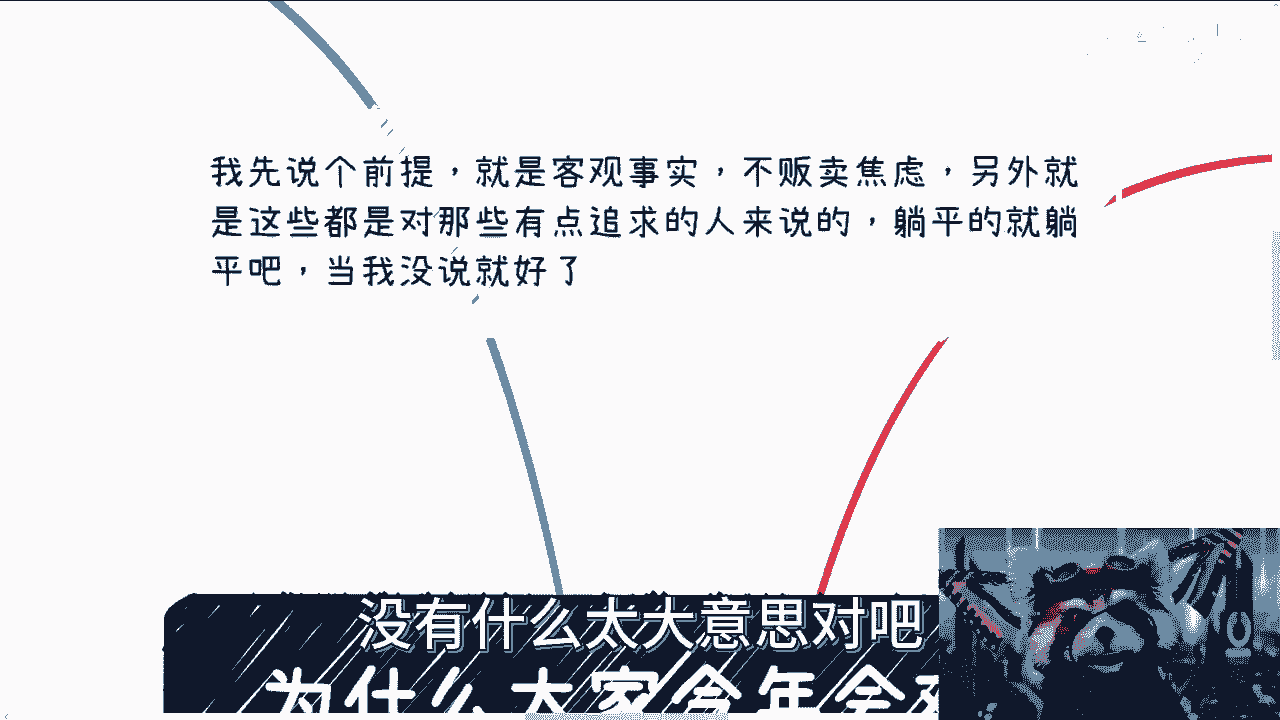 我先说个前提，就是客观事实，不贩卖焦虑，另外就
是这些都是对那些有点追求的人来说的，躺平的就躺
平吧，当我没说就好了
没有什么太大意思对吧
为什么大家今年会